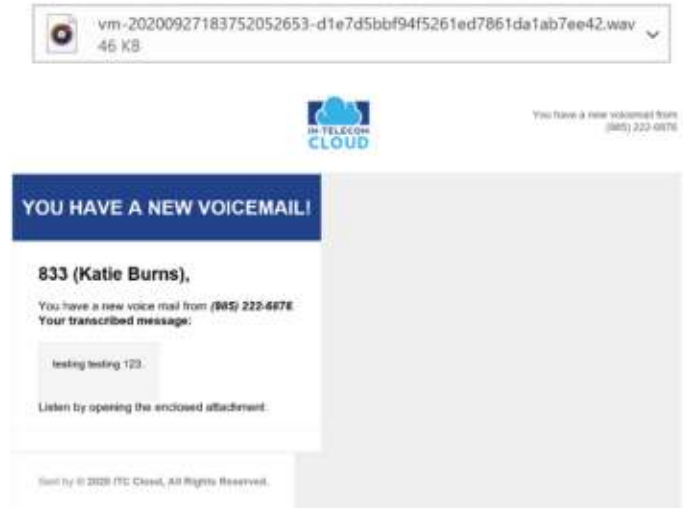 vm-20200927183752052653-d1e7d5bbf94f5261ed7861da1ab7ee42.wav
46 KB
IN-TELECOM
CLOUD
You have a new voicemail from
(985) 222-6876
YOU HAVE A NEW VOICEMAIL!
833 (Katie Burns),
You have a new voice mail from (985) 222-6876
Your transcribed message:
testing testing 123.
Listen by opening the enclosed attachment.
Sent by © 2020 ITC Cloud, All Rights Reserved.